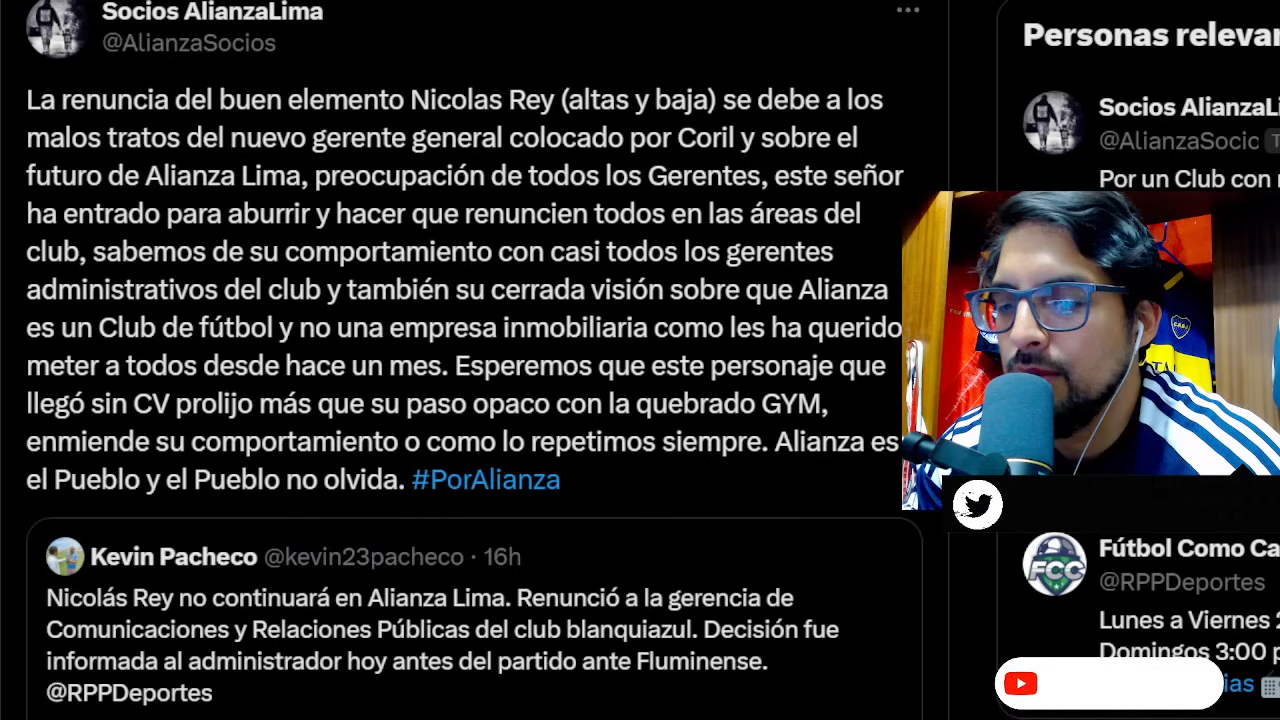 Socios AlianzaLima
@AlianzaSocios
La renuncia del buen elemento Nicolas Rey (altas y baja) se debe a los
malos tratos del nuevo gerente general colocado por Coril y sobre el
futuro de Alianza Lima, preocupación de todos los Gerentes, este señor
ha entrado para aburrir y hacer que renuncien todos en las áreas del
club, sabemos de su comportamiento con casi todos los gerentes
administrativos del club y también su cerrada visión sobre que Alianza
es un Club de fútbol y no una empresa inmobiliaria como les ha querido
meter a todos desde hace un mes. Esperemos que este personaje que
llegó sin CV prolijo más que su paso opaco con la quebrado GYM,
enmiende su comportamiento o como lo repetimos siempre. Alianza es
el Pueblo y el Pueblo no olvida. #PorAlianza
Kevin Pacheco @kevin23pacheco · 16h
Nicolás Rey no continuará en Alianza Lima. Renunció a la gerencia de
Comunicaciones y Relaciones Públicas del club blanquiazul. Decisión fue
informada al administrador hoy antes del partido ante Fluminense.
@RPPDeportes
Personas relevan
Socios AlianzaLi
@AlianzaSocio
Por un Club con
CABJ
FCC
Fútbol Como Ca
@RPPDeportes
Lunes a Viernes 2
Domingos 3:00 p
ias